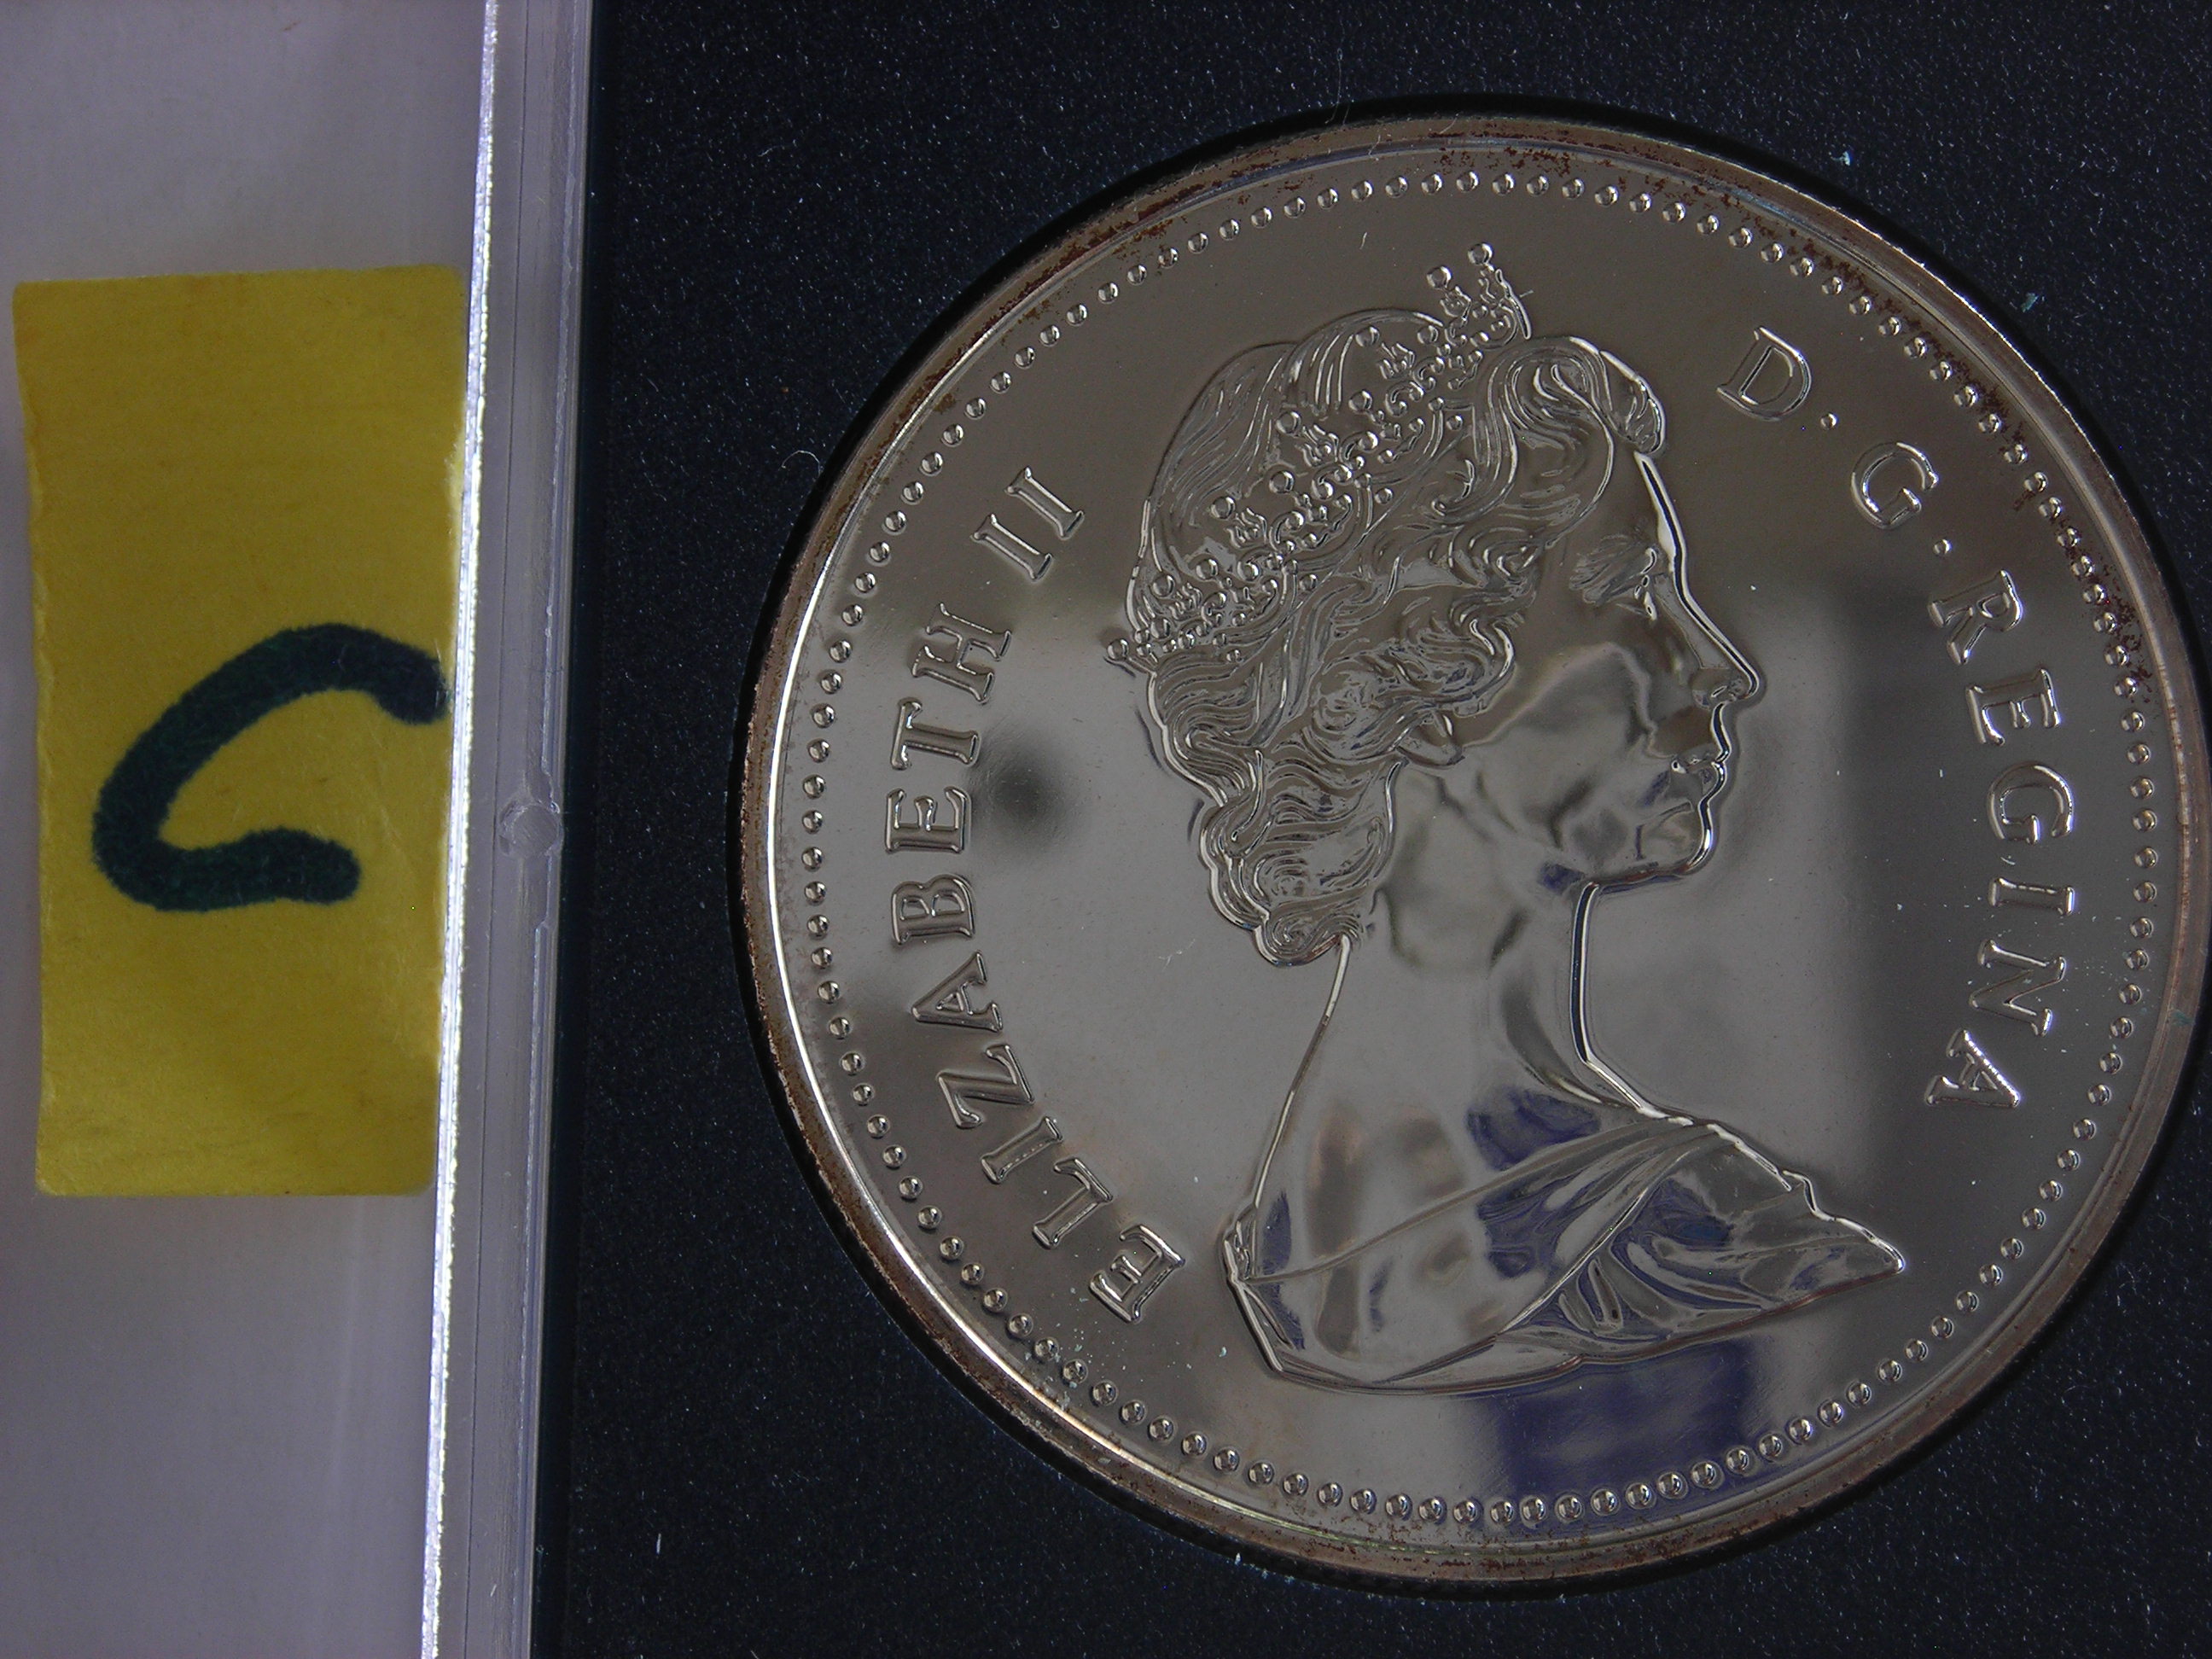 C
ELIZABETH II
D·G·REGINA